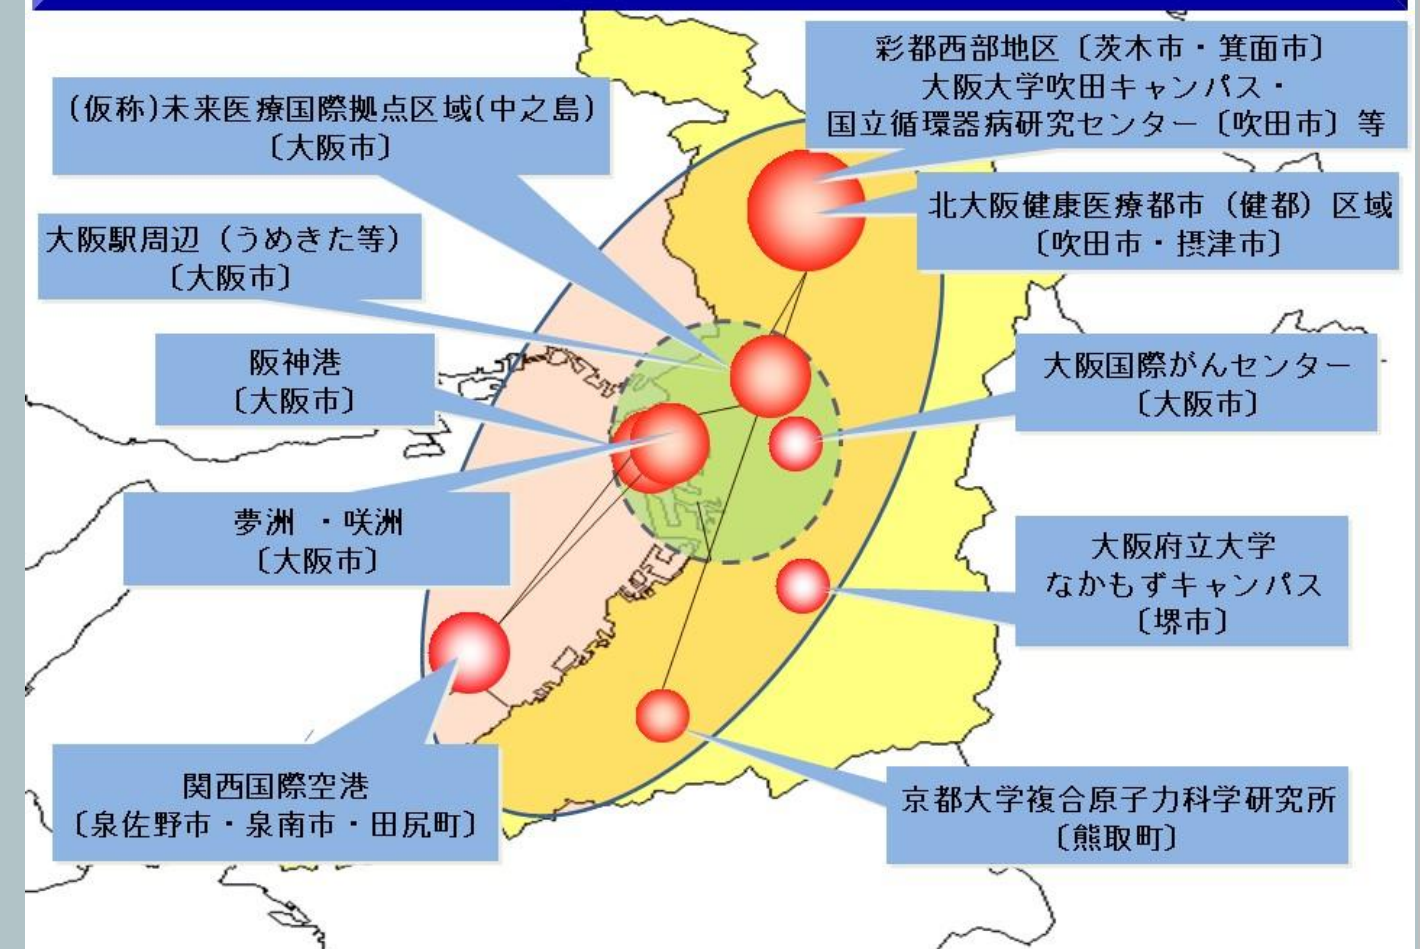 彩都西部地区〔茨木市・箕面市〕
大阪大学吹田キャンパス・
国立循環器病研究センター〔吹田市〕等
(仮称)未来医療国際拠点区域(中之島)
〔大阪市〕
北大阪健康医療都市（健都）区域
〔吹田市・摂津市〕
大阪駅周辺（うめきた等）
〔大阪市〕
阪神港
〔大阪市〕
大阪国際がんセンター
〔大阪市〕
夢洲 ・咲洲
〔大阪市〕
大阪府立大学
なかもずキャンパス
〔堺市〕
関西国際空港
〔泉佐野市・泉南市・田尻町〕
京都大学複合原子力科学研究所
〔熊取町〕